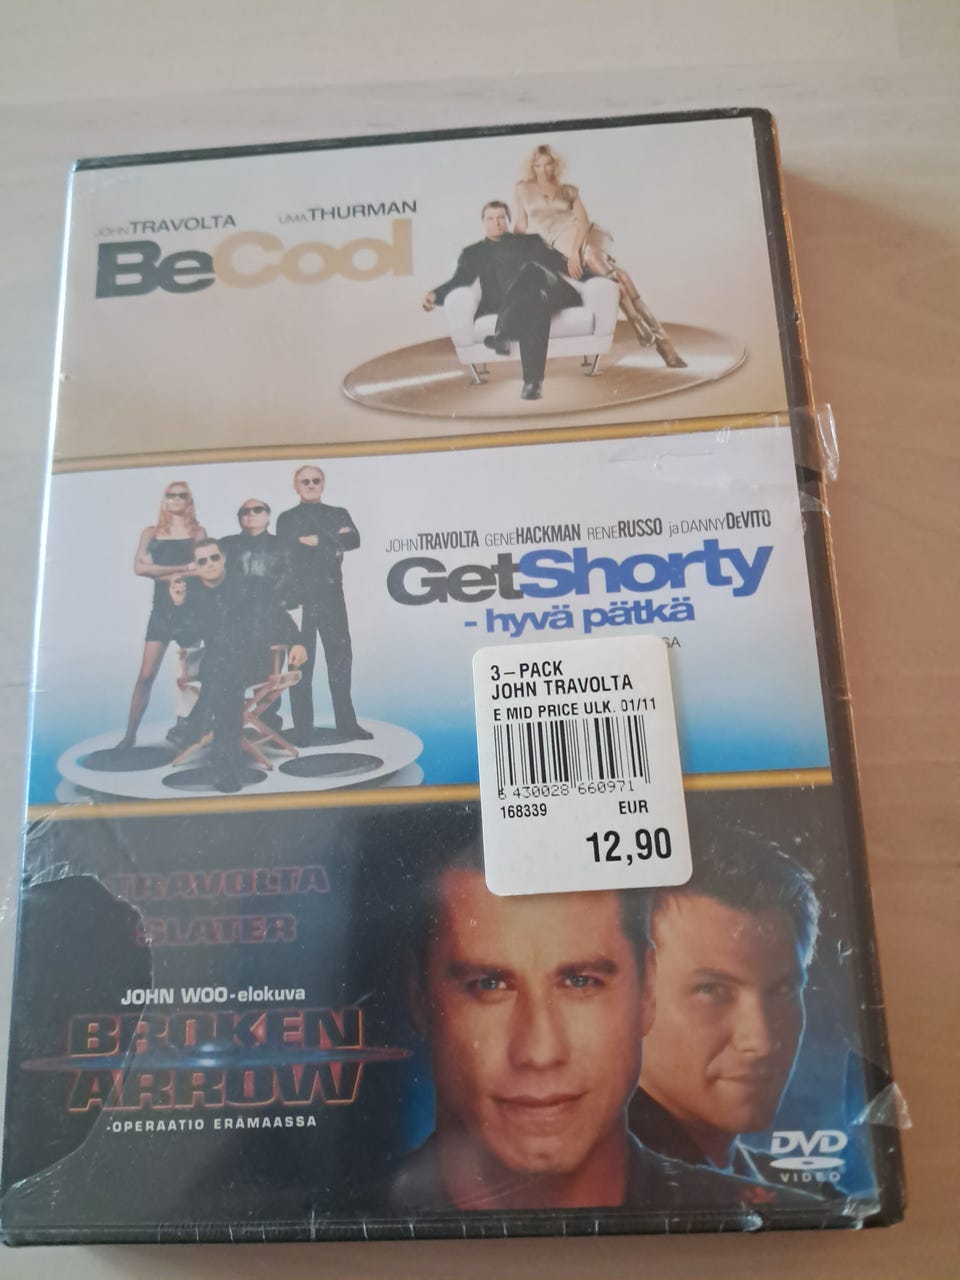 JOHN TRAVOLTA UMA THURMAN
BeCool
JOHN TRAVOLTA GENE HACKMAN RENE RUSSO ja DANNY DeVITO
GetShorty
- hyvä pätkä
3-PACK
JOHN TRAVOLTA
E MID PRICE ULK. 01/11
6 430028 660971
168339 EUR
12,90
TRAVOLTA
SLATER
JOHN WOO-elokuva
BROKEN
ARROW
-OPERAATIO ERÄMAASSA
DVD
VIDEO